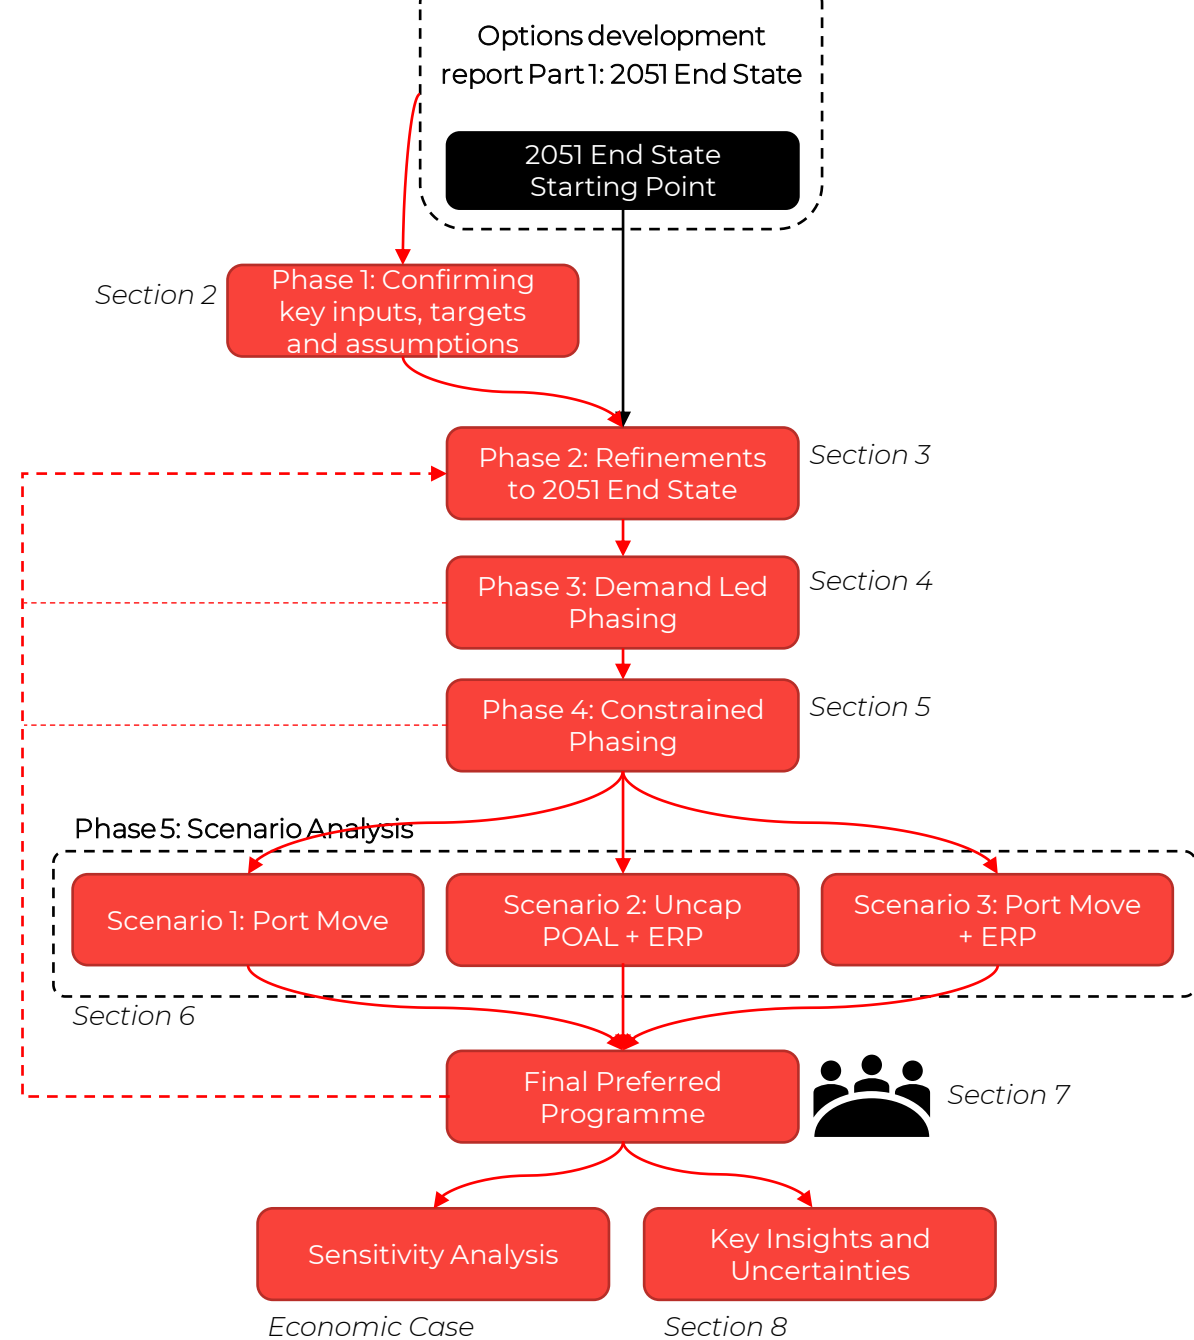 Options development
report Part 1: 2051 End State
2051 End State
Starting Point
Section 2
Phase 1: Confirming
key inputs, targets
and assumptions
Phase 2: Refinements
to 2051 End State
Section 3
Phase 3: Demand Led
Phasing
Section 4
Phase 4: Constrained
Phasing
Section 5
Phase 5: Scenario Analysis
Scenario 1: Port Move
Scenario 2: Uncap
POAL + ERP
Scenario 3: Port Move
+ ERP
Section 6
Final Preferred
Programme
Section 7
Sensitivity Analysis
Key Insights and
Uncertainties
Economic Case
Section 8